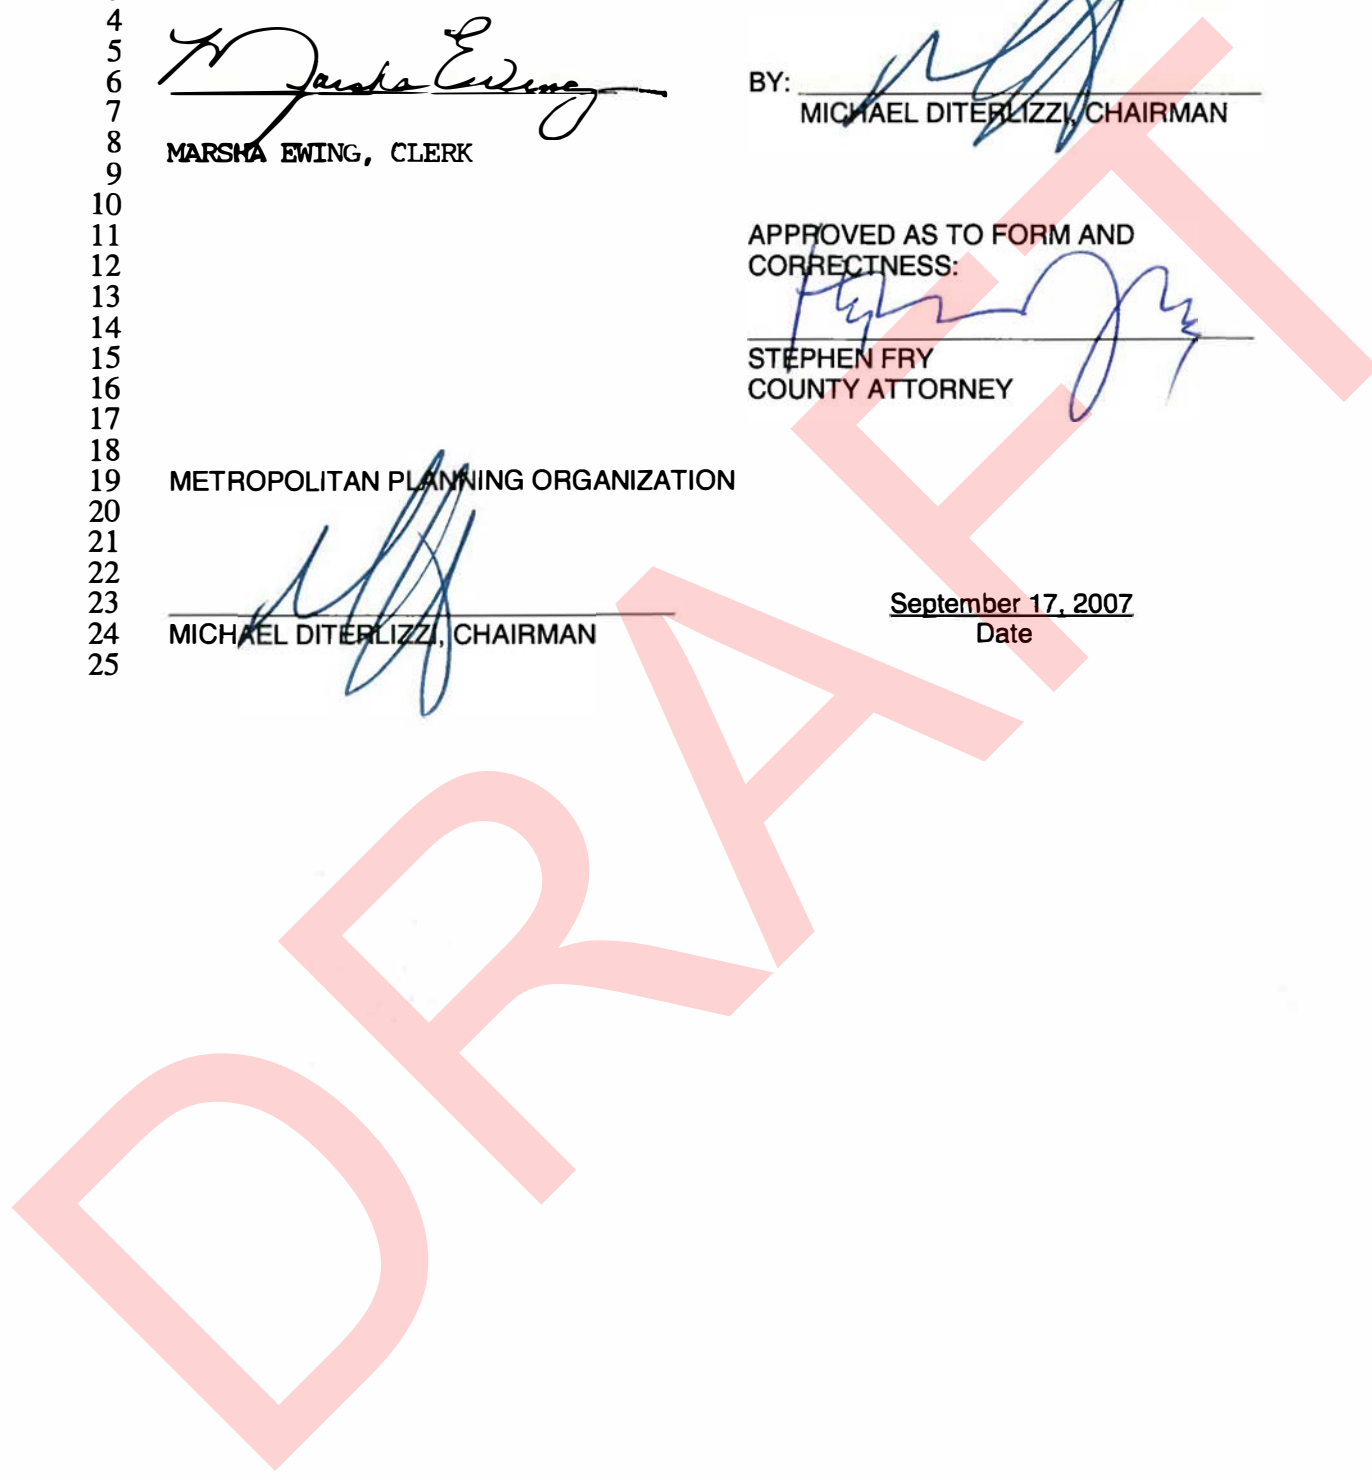 4
5
6
7
8
9
10
11
12
13
14
15
16
17
18
19
20
21
22
23
24
25
Marsha Ewing
MARSHA EWING, CLERK
BY:
MICHAEL DITERLIZZI, CHAIRMAN
APPROVED AS TO FORM AND
CORRECTNESS:
STEPHEN FRY
COUNTY ATTORNEY
METROPOLITAN PLANNING ORGANIZATION
MICHAEL DITERLIZZI, CHAIRMAN
September 17, 2007
Date
DRAFT